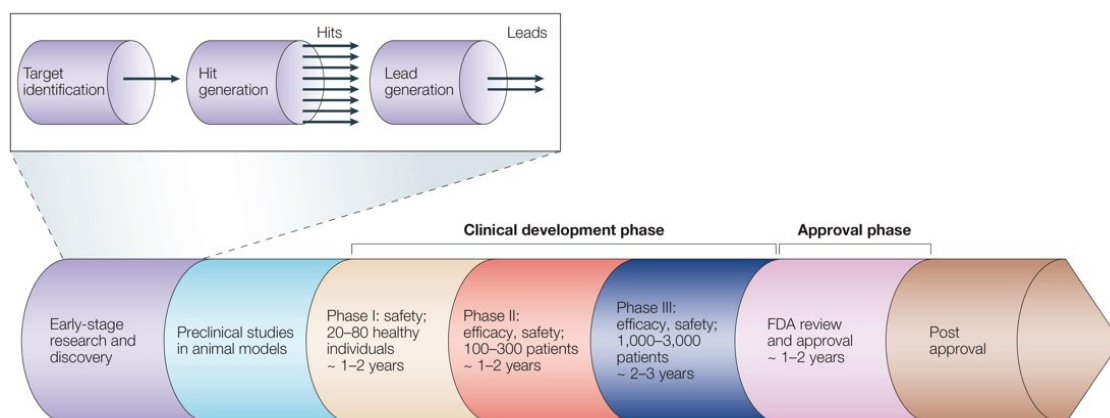 Hits
Leads
Target
identification
Hit
generation
Lead
generation
Clinical development phase
Approval phase
Early-stage
research and
discovery
Preclinical studies
in animal models
Phase I: safety;
20–80 healthy
individuals
~ 1–2 years
Phase II:
efficacy, safety;
100–300 patients
~ 1–2 years
Phase III:
efficacy, safety;
1,000–3,000
patients
~ 2–3 years
FDA review
and approval
~ 1–2 years
Post
approval